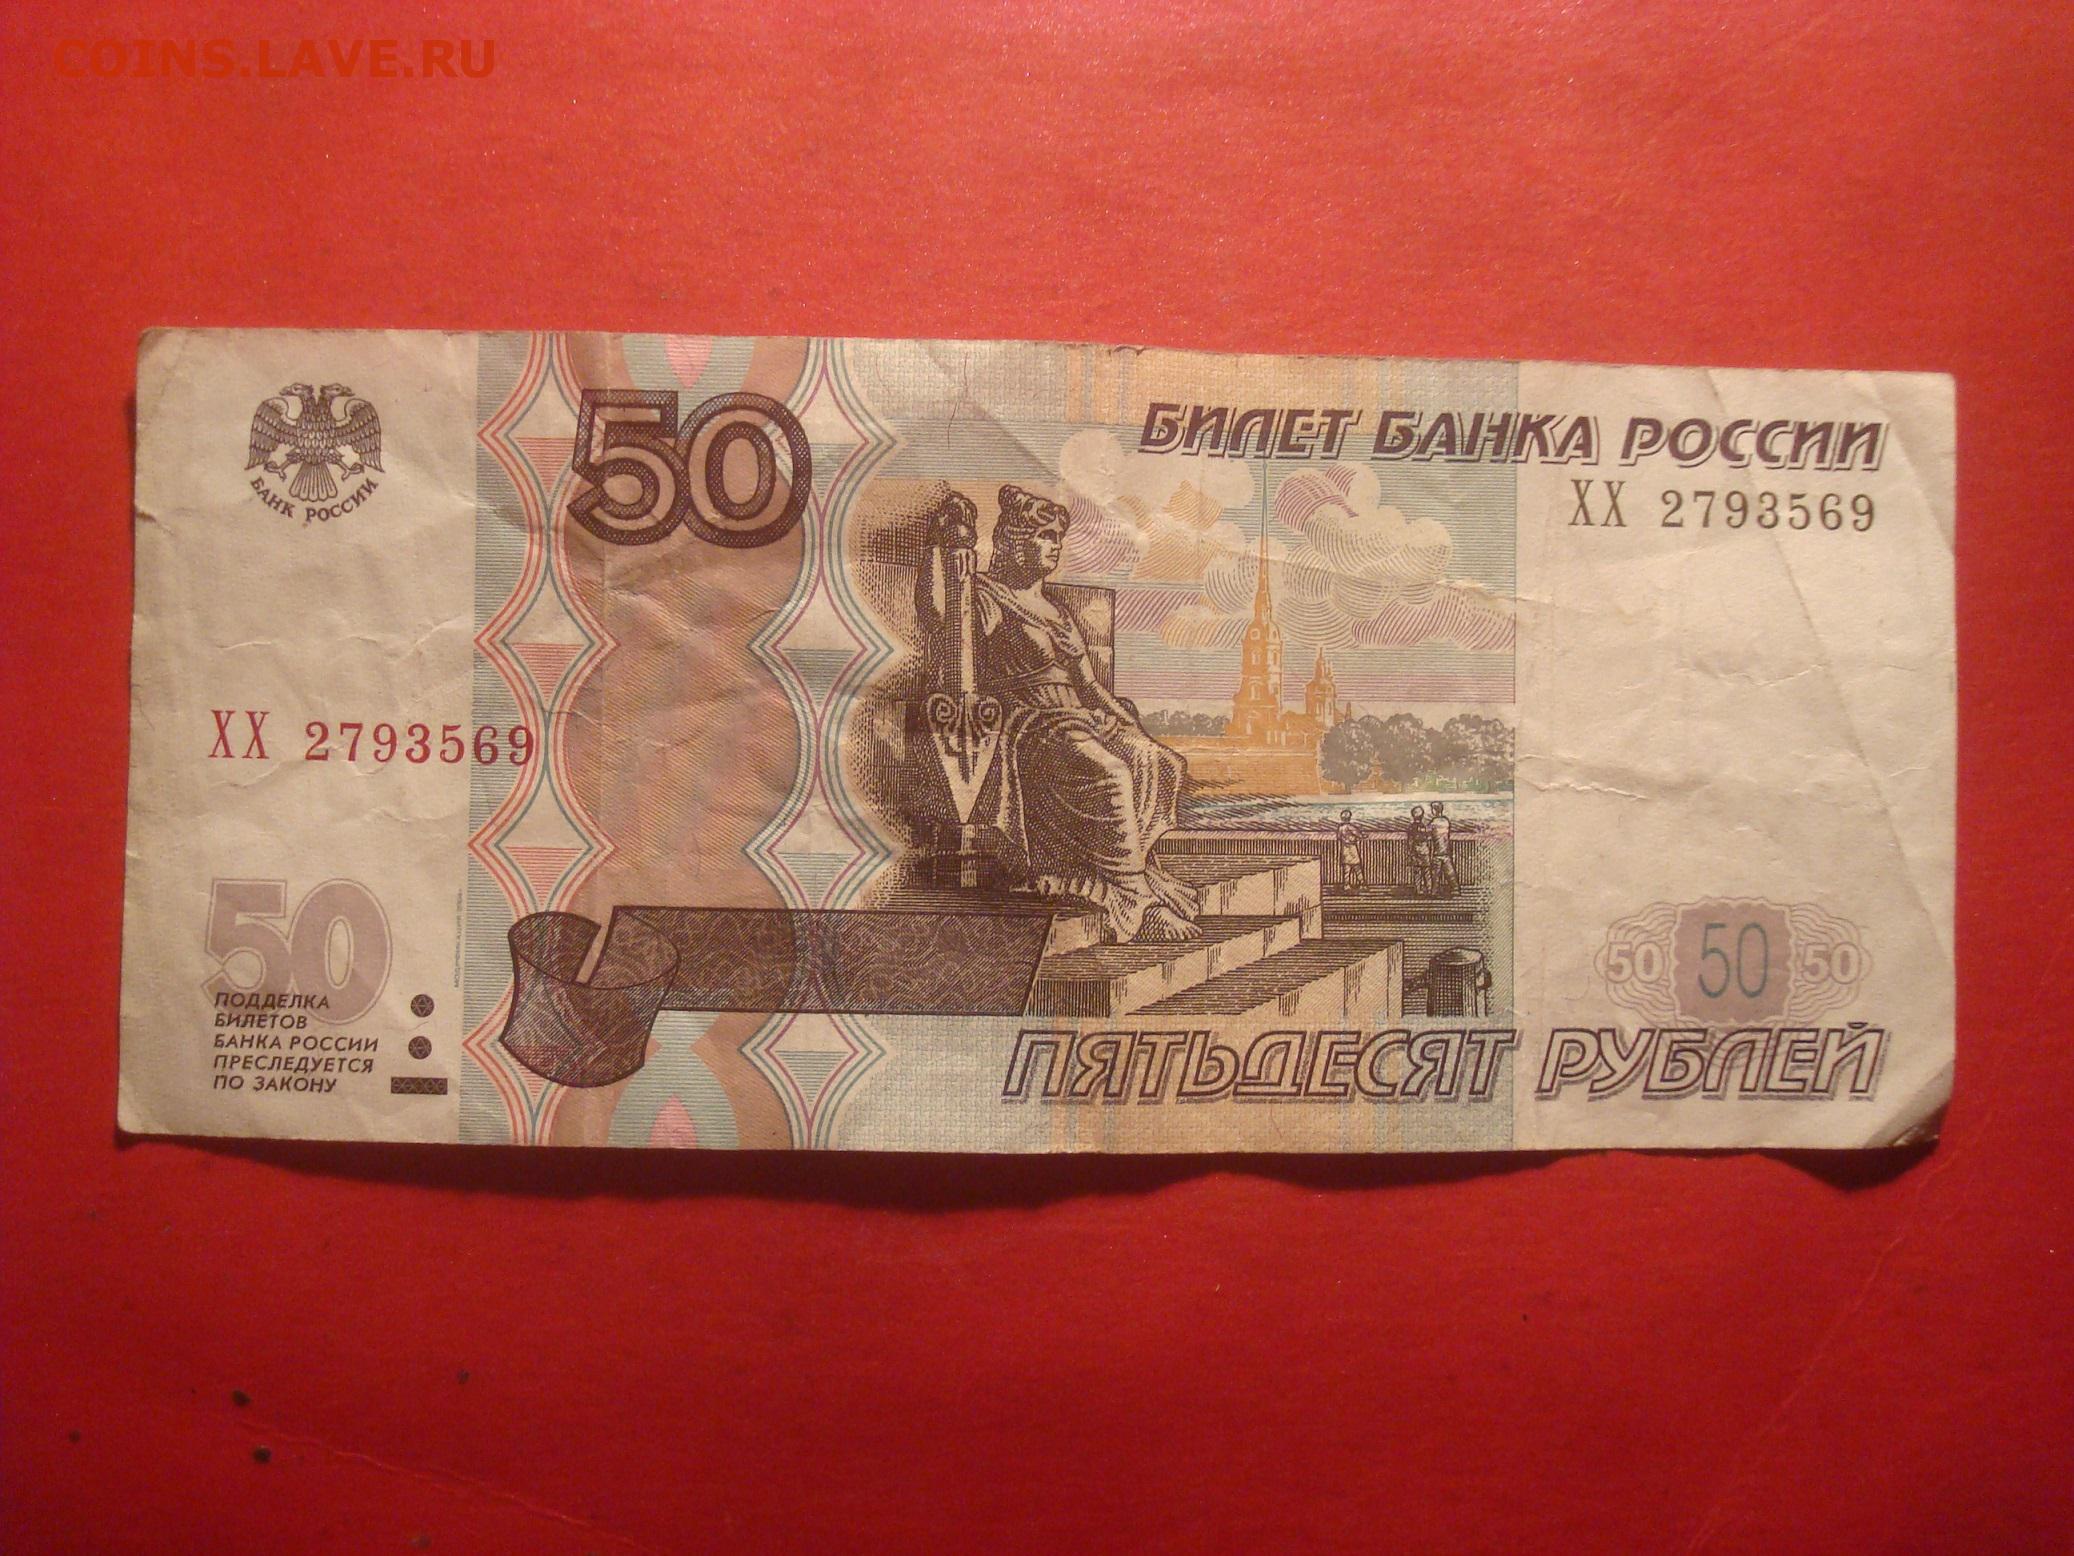 COINS.LAVE.RU
БАНК РОССИИ
50
БИЛЕТ БАНКА РОССИИ
ХХ 2793569
ХХ 2793569
50
ПОДДЕЛКА
БИЛЕТОВ
БАНКА РОССИИ
ПРЕСЛЕДУЕТСЯ
ПО ЗАКОНУ
50 50 50
ПЯТЬДЕСЯТ РУБЛЕЙ